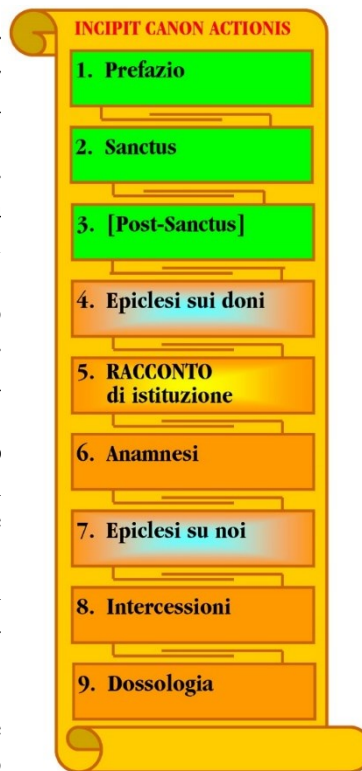 INCIPIT CANON ACTIONIS
1. Prefazio
2. Sanctus
3. [Post-Sanctus]
4. Epiclesi sui doni
5. RACCONTO
di istituzione
6. Anamnesi
7. Epiclesi su noi
8. Intercessioni
9. Dossologia